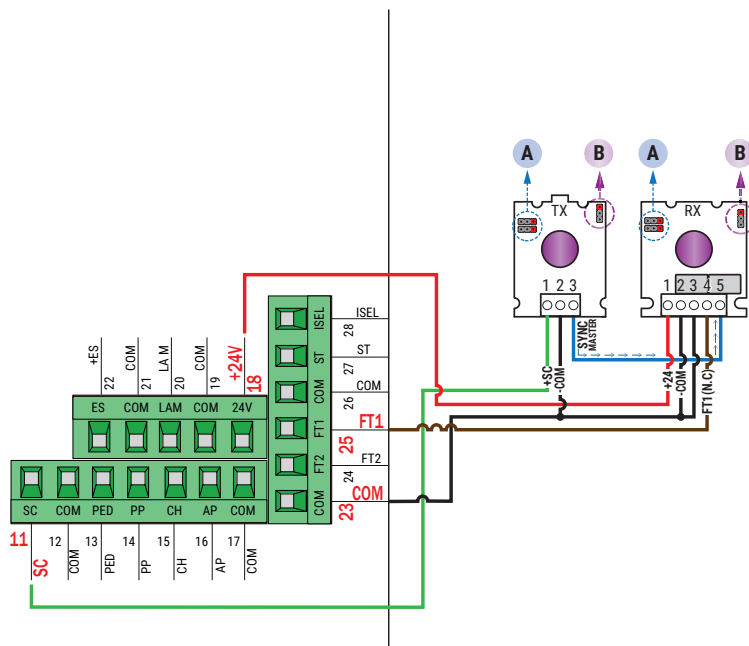 A
B
A
B
TX
RX
1 2 3
1 2 3 4 5
SYNC
MASTER
+SC
-COM
+24
-COM
FT1 (N.C)
ISEL
ISEL
28
ST
ST
27
COM
COM
26
FT1
FT1
25
FT2
FT2
24
COM
COM
23
+ES
22
COM
21
LA M
20
COM
19
+24V
18
ES COM LAM COM 24V
SC COM PED PP CH AP COM
11
SC
12
COM
13
PED
14
PP
15
CH
16
AP
17
COM